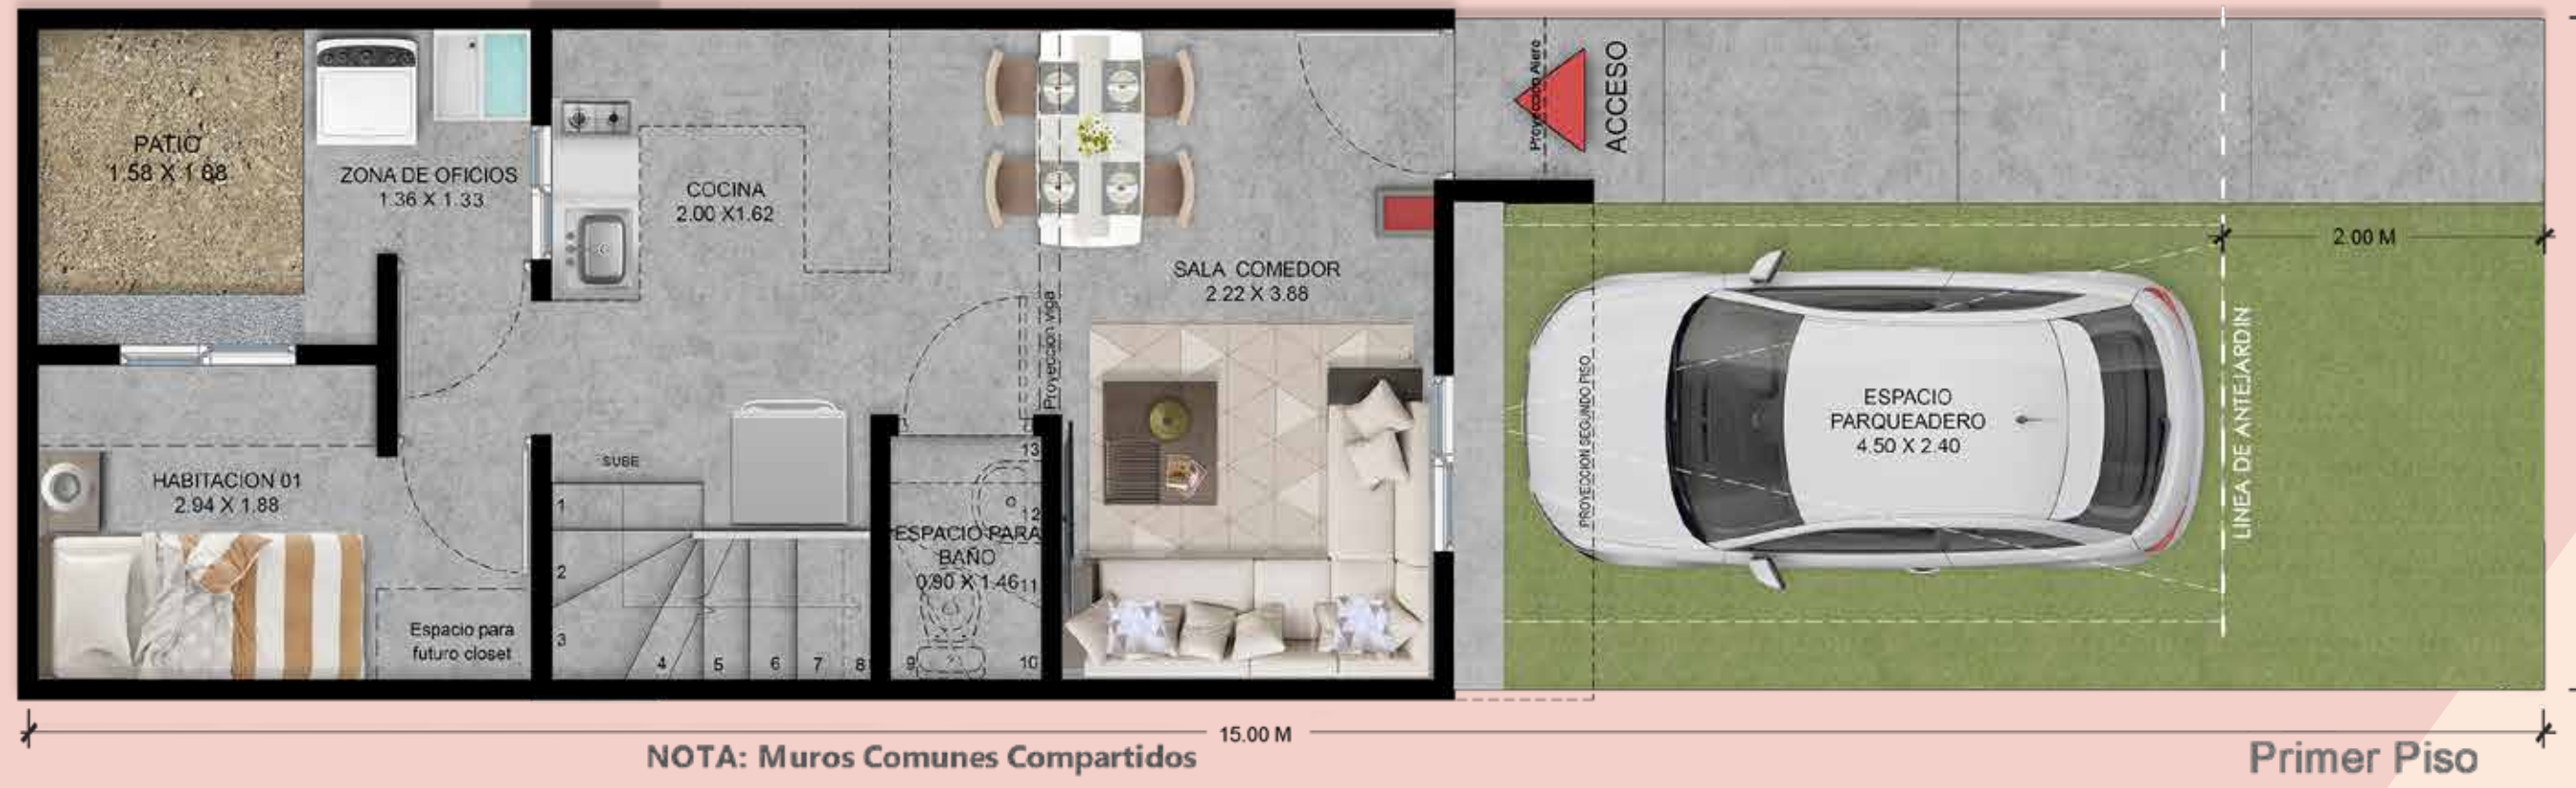 PATIO
1.58 X 1.88
ZONA DE OFICIOS
1.36 X 1.33
COCINA
2.00 X1.62
Proyeccion Alero
ACCESO
2.00 M
SALA COMEDOR
2.22 X 3.88
Proyeccion viga
PROYECCION SEGUNDO PISO
ESPACIO
PARQUEADERO
4.50 X 2.40
LINEA DE ANTEJARDIN
HABITACION 01
2.94 X 1.88
Espacio para
futuro closet
SUBE
1
2
3
4
5
6
7
8
9
10
11
12
13
ESPACIO PARA
BAÑO
0.90 X 1.46
15.00 M
NOTA: Muros Comunes Compartidos
Primer Piso